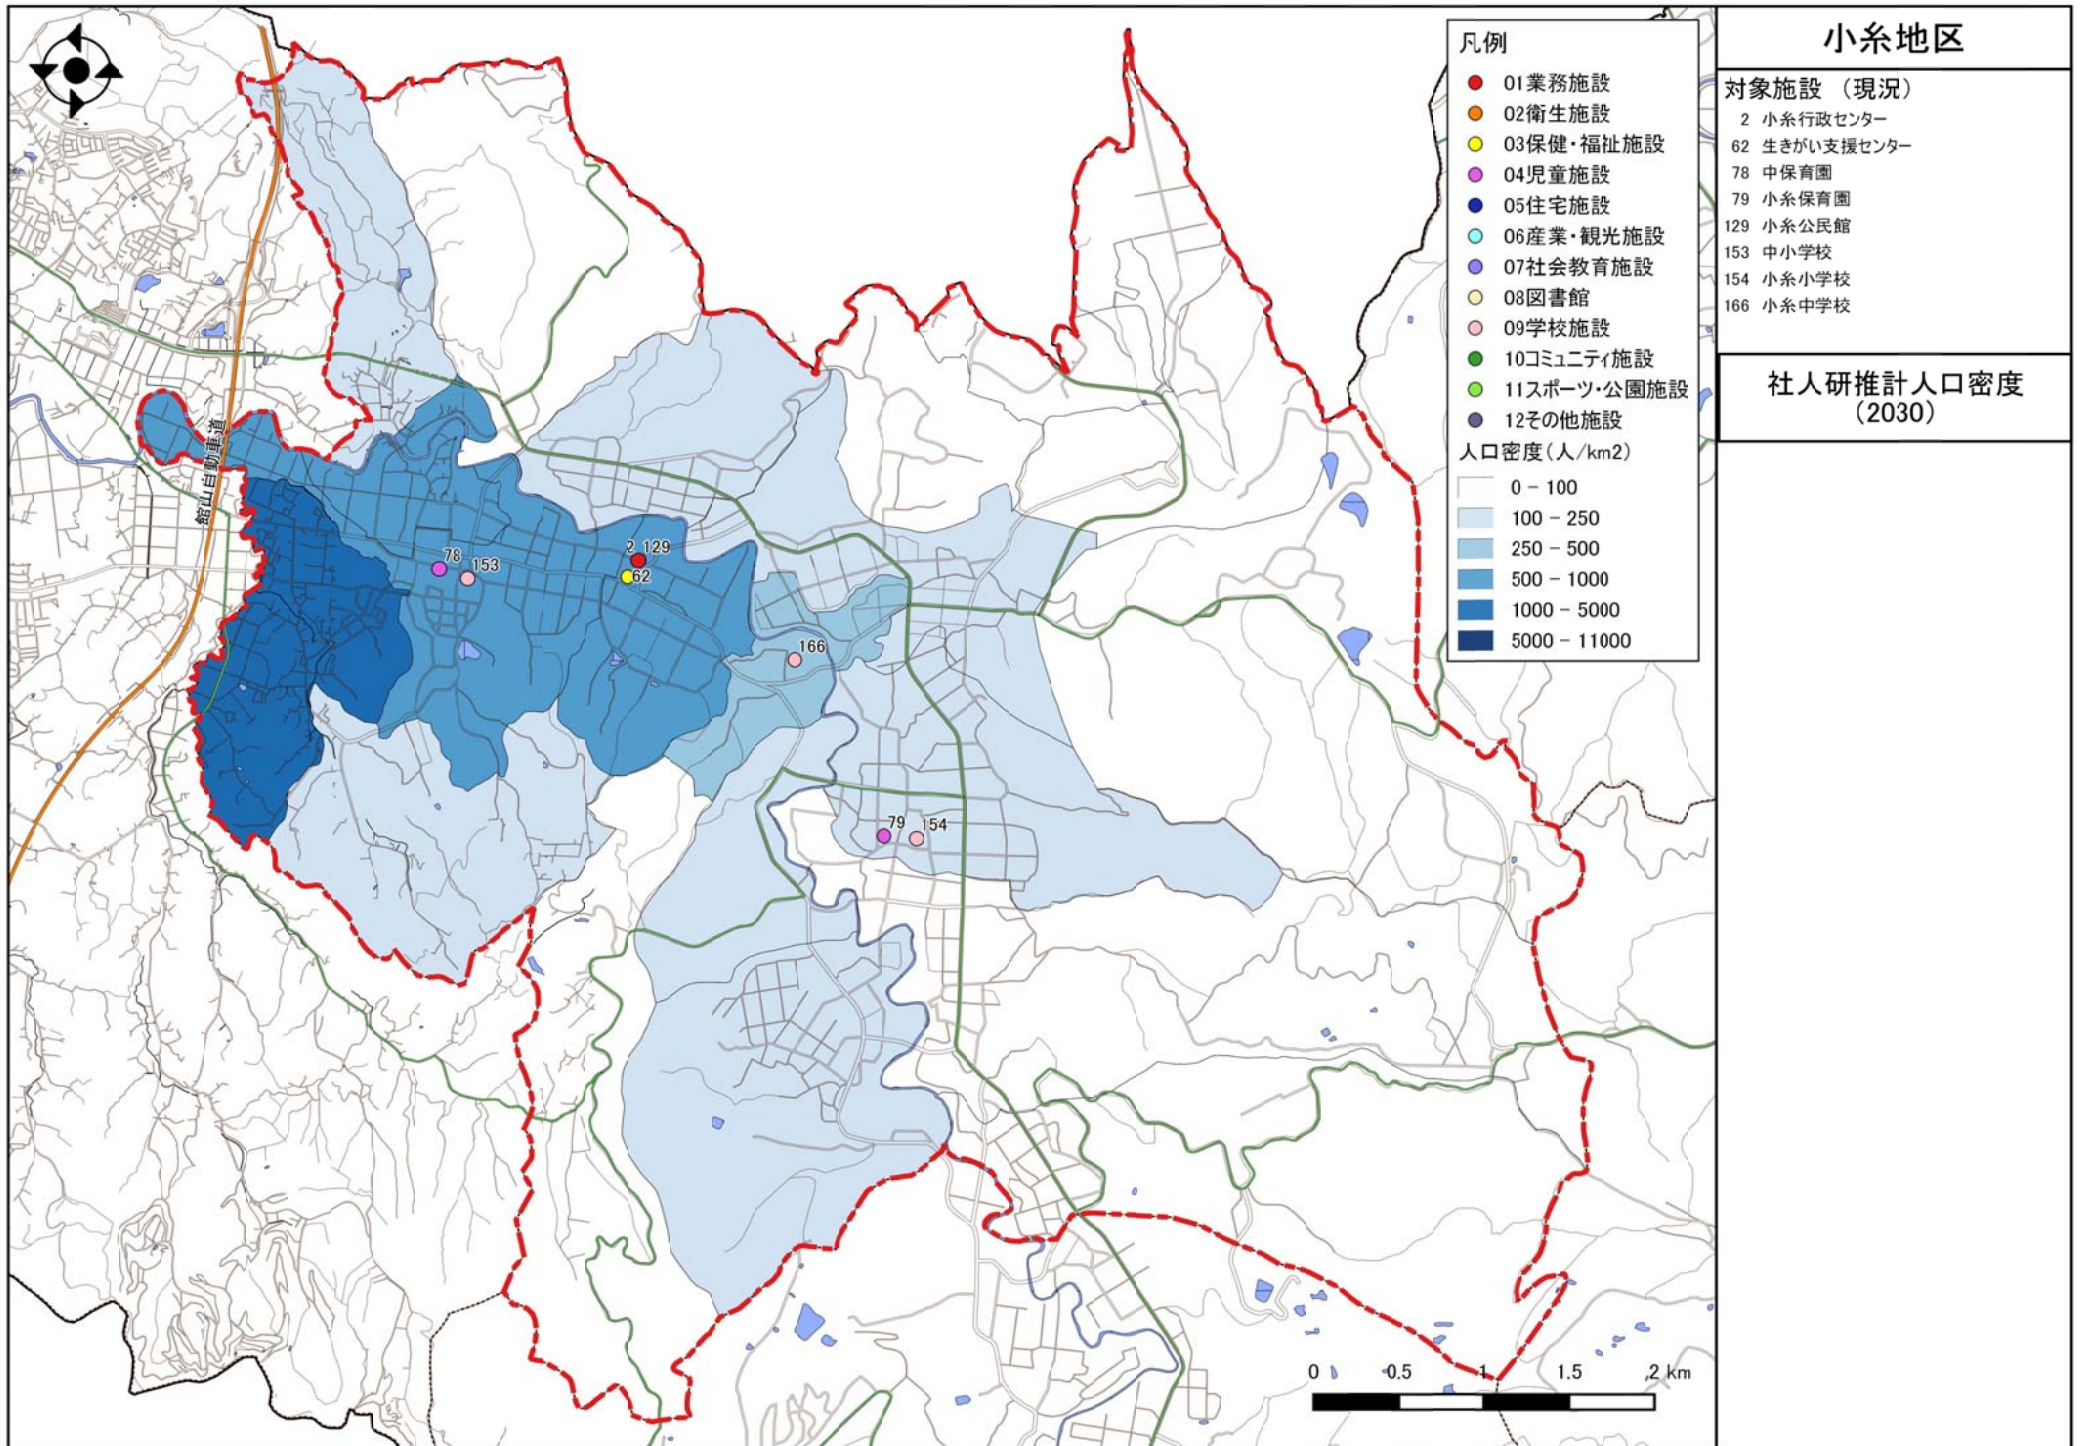 凡例
01業務施設
02衛生施設
03保健・福祉施設
04児童施設
05住宅施設
06産業・観光施設
07社会教育施設
08図書館
09学校施設
10コミュニティ施設
11スポーツ・公園施設
12その他施設
人口密度(人/km2)
0 - 100
100 - 250
250 - 500
500 - 1000
1000 - 5000
5000 - 11000
小糸地区
対象施設 (現況)
2 小糸行政センター
62 生きがい支援センター
78 中保育園
79 小糸保育園
129 小糸公民館
153 中小学校
154 小糸小学校
166 小糸中学校
社人研推計人口密度
(2030)
館山自動車道
78
153
2 129
62
166
79
154
0 0.5 1 1.5 2 km